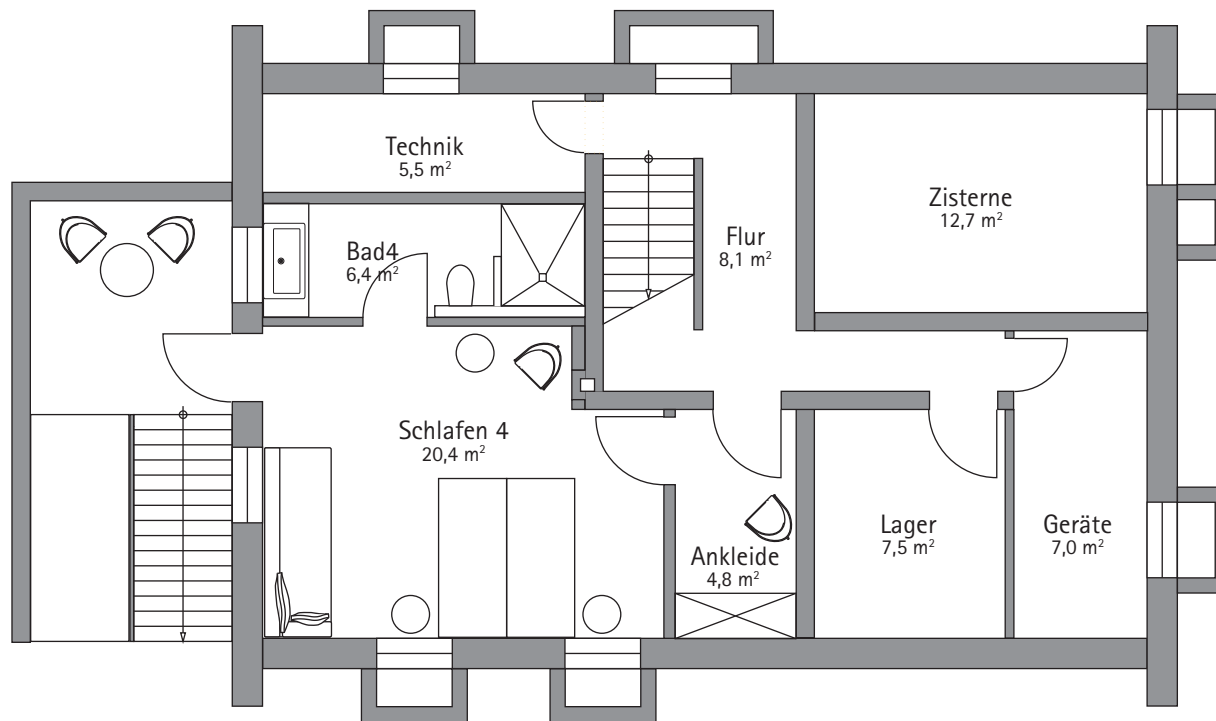 Technik
5,5 m²
Zisterne
12,7 m²
Flur
8,1 m²
Bad4
6,4 m²
Schlafen 4
20,4 m²
Lager
7,5 m²
Geräte
7,0 m²
Ankleide
4,8 m²